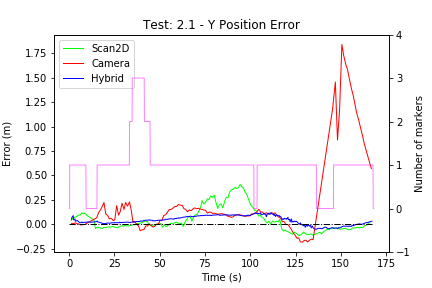 Test: 2.1 - Y Position Error
Scan2D
Camera
Hybrid
Error (m)
1.75
1.50
1.25
1.00
0.75
0.50
0.25
0.00
−0.25
0 25 50 75 100 125 150 175
Time (s)
4
3
2
1
0
−1
Number of markers